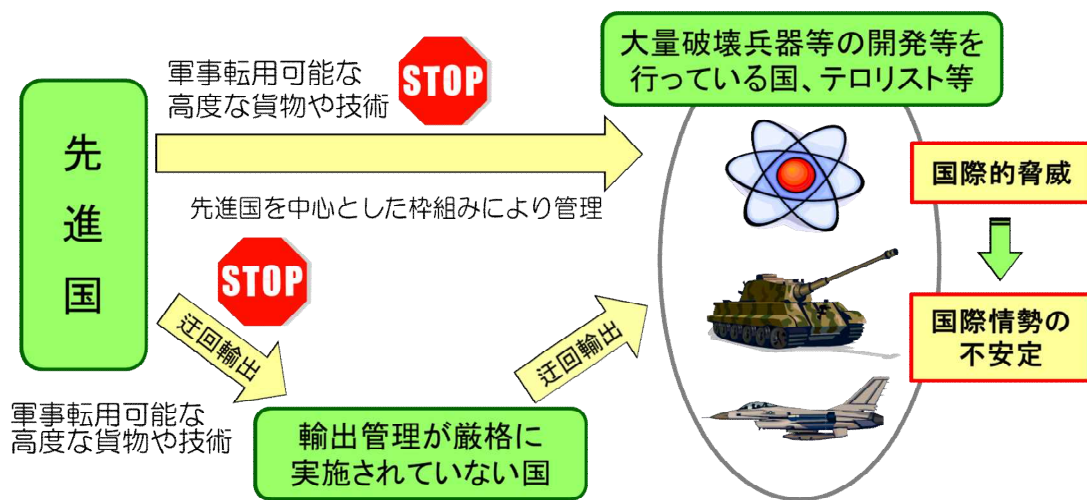 先進国
軍事転用可能な
高度な貨物や技術
STOP
先進国を中心とした枠組みにより管理
STOP
迂回輸出
軍事転用可能な
高度な貨物や技術
輸出管理が厳格に
実施されていない国
迂回輸出
大量破壊兵器等の開発等を
行っている国、テロリスト等
国際的脅威
国際情勢の
不安定